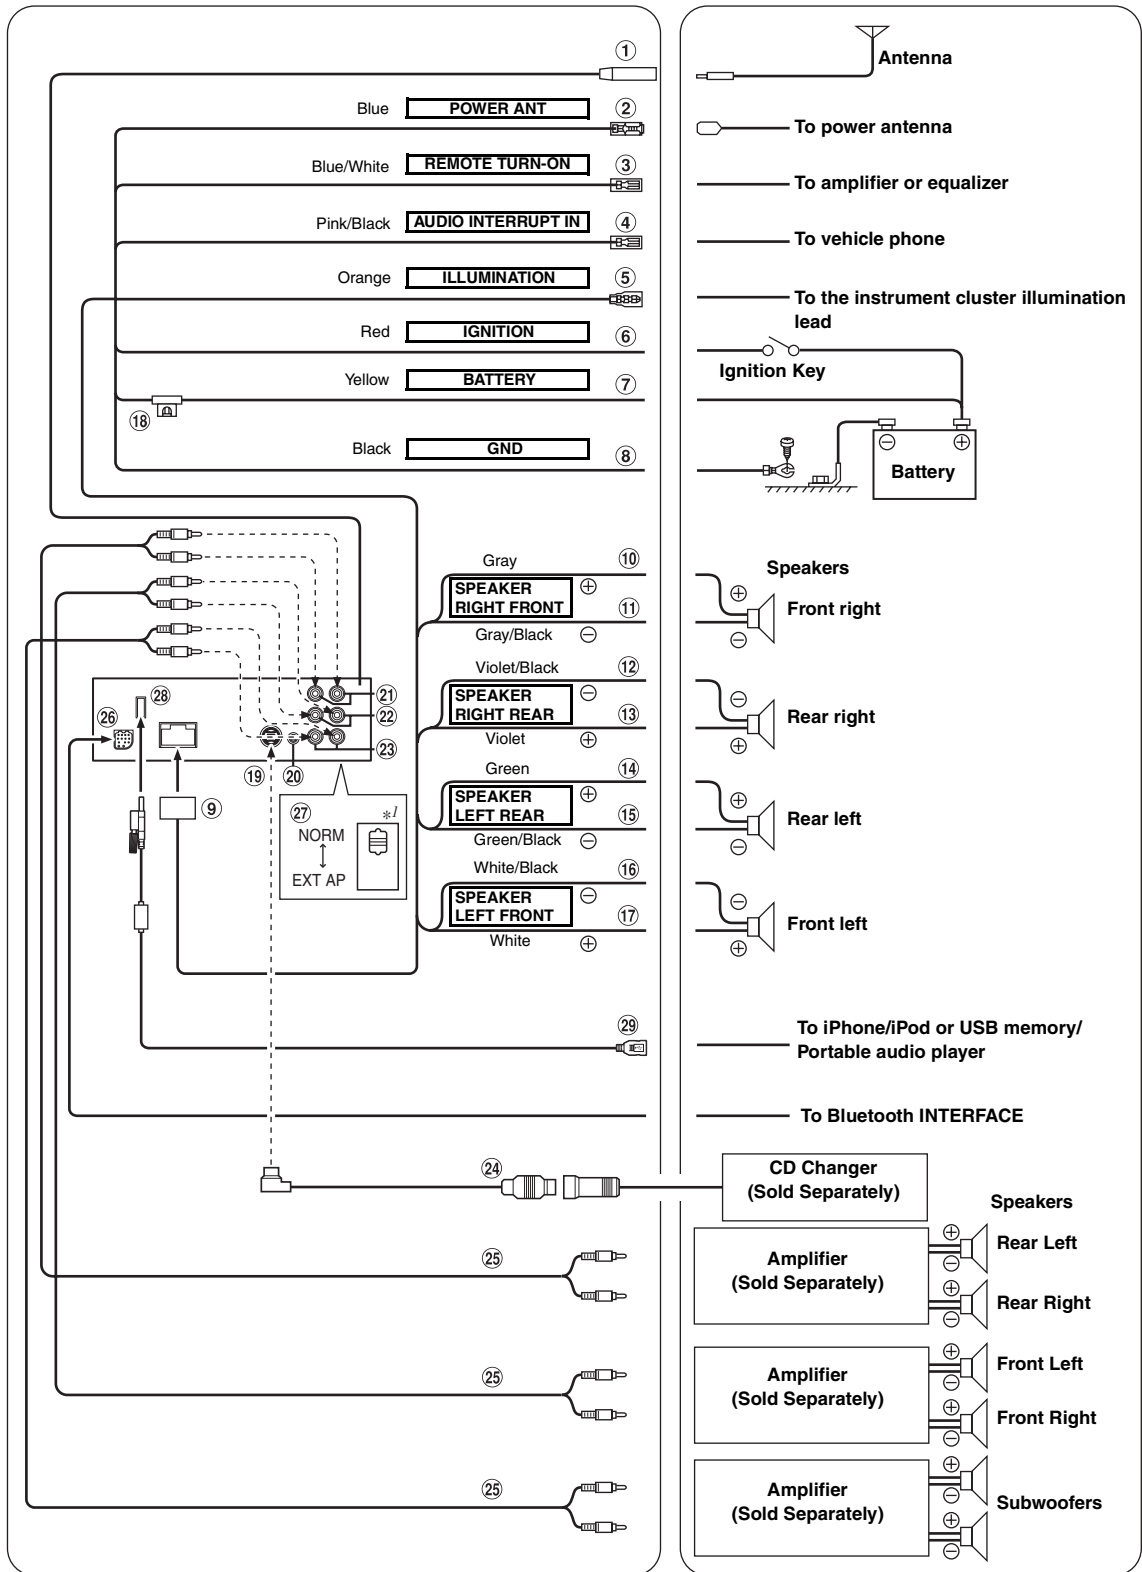 ①
Antenna
Blue POWER ANT ②
To power antenna
Blue/White REMOTE TURN-ON ③
To amplifier or equalizer
Pink/Black AUDIO INTERRUPT IN ④
To vehicle phone
Orange ILLUMINATION ⑤
To the instrument cluster illumination
lead
Red IGNITION ⑥
Ignition Key
Yellow BATTERY ⑦
⑱
Black GND ⑧
⊖ ⊕
Battery
Gray ⑩
SPEAKER ⊕
RIGHT FRONT ⑪
Gray/Black ⊖
Speakers
⊕
Front right
⊖
Violet/Black ⑫
SPEAKER ⊖
RIGHT REAR ⑬
Violet ⊕
⊖
Rear right
⊕
Green ⑭
SPEAKER ⊕
LEFT REAR ⑮
Green/Black ⊖
⊕
Rear left
⊖
White/Black ⑯
SPEAKER ⊖
LEFT FRONT ⑰
White ⊕
⊖
Front left
⊕
㉘ ㉑
㉖ ㉒
㉓
⑲ ⑳
⑨
㉗ *1
NORM
EXT AP
㉙
To iPhone/iPod or USB memory/
Portable audio player
To Bluetooth INTERFACE
㉔
CD Changer
(Sold Separately)
Speakers
㉕
Amplifier
(Sold Separately)
⊕
Rear Left
⊖
⊕
Rear Right
⊖
㉕
Amplifier
(Sold Separately)
⊕
Front Left
⊖
⊕
Front Right
⊖
㉕
Amplifier
(Sold Separately)
⊕
⊖
Subwoofers
⊕
⊖